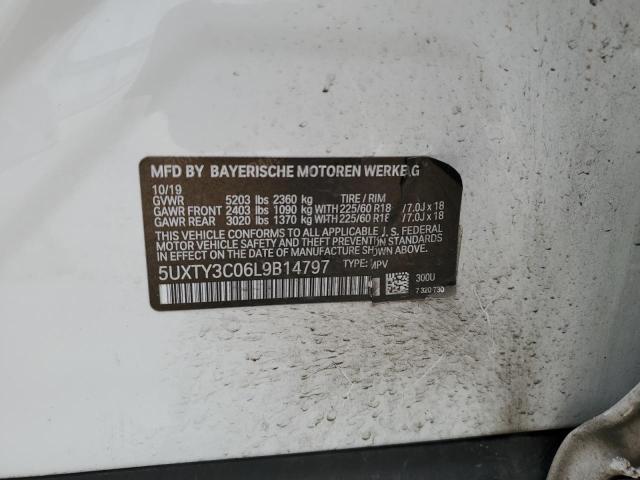 MFD BY BAYERISCHE MOTOREN WERKE G
10/19
GVWR 5203 lbs 2360 kg TIRE / RIM
GAWR FRONT 2403 lbs 1090 kg WITH 225/60 R18 /7.0J x 18
GAWR REAR 3020 lbs 1370 kg WITH 225/60 R18 /7.0J x 18
THIS VEHICLE CONFORMS TO ALL APPLICABLE J. S. FEDERAL
MOTOR VEHICLE SAFETY, BUMPER, AND THEFT PREVENTION
STANDARDS IN EFFECT ON THE DATE OF MANUFACTURE SHOWN ABOVE.
5UXTY3C06L9B14797 TYPE: MPV
300U
7 320 730